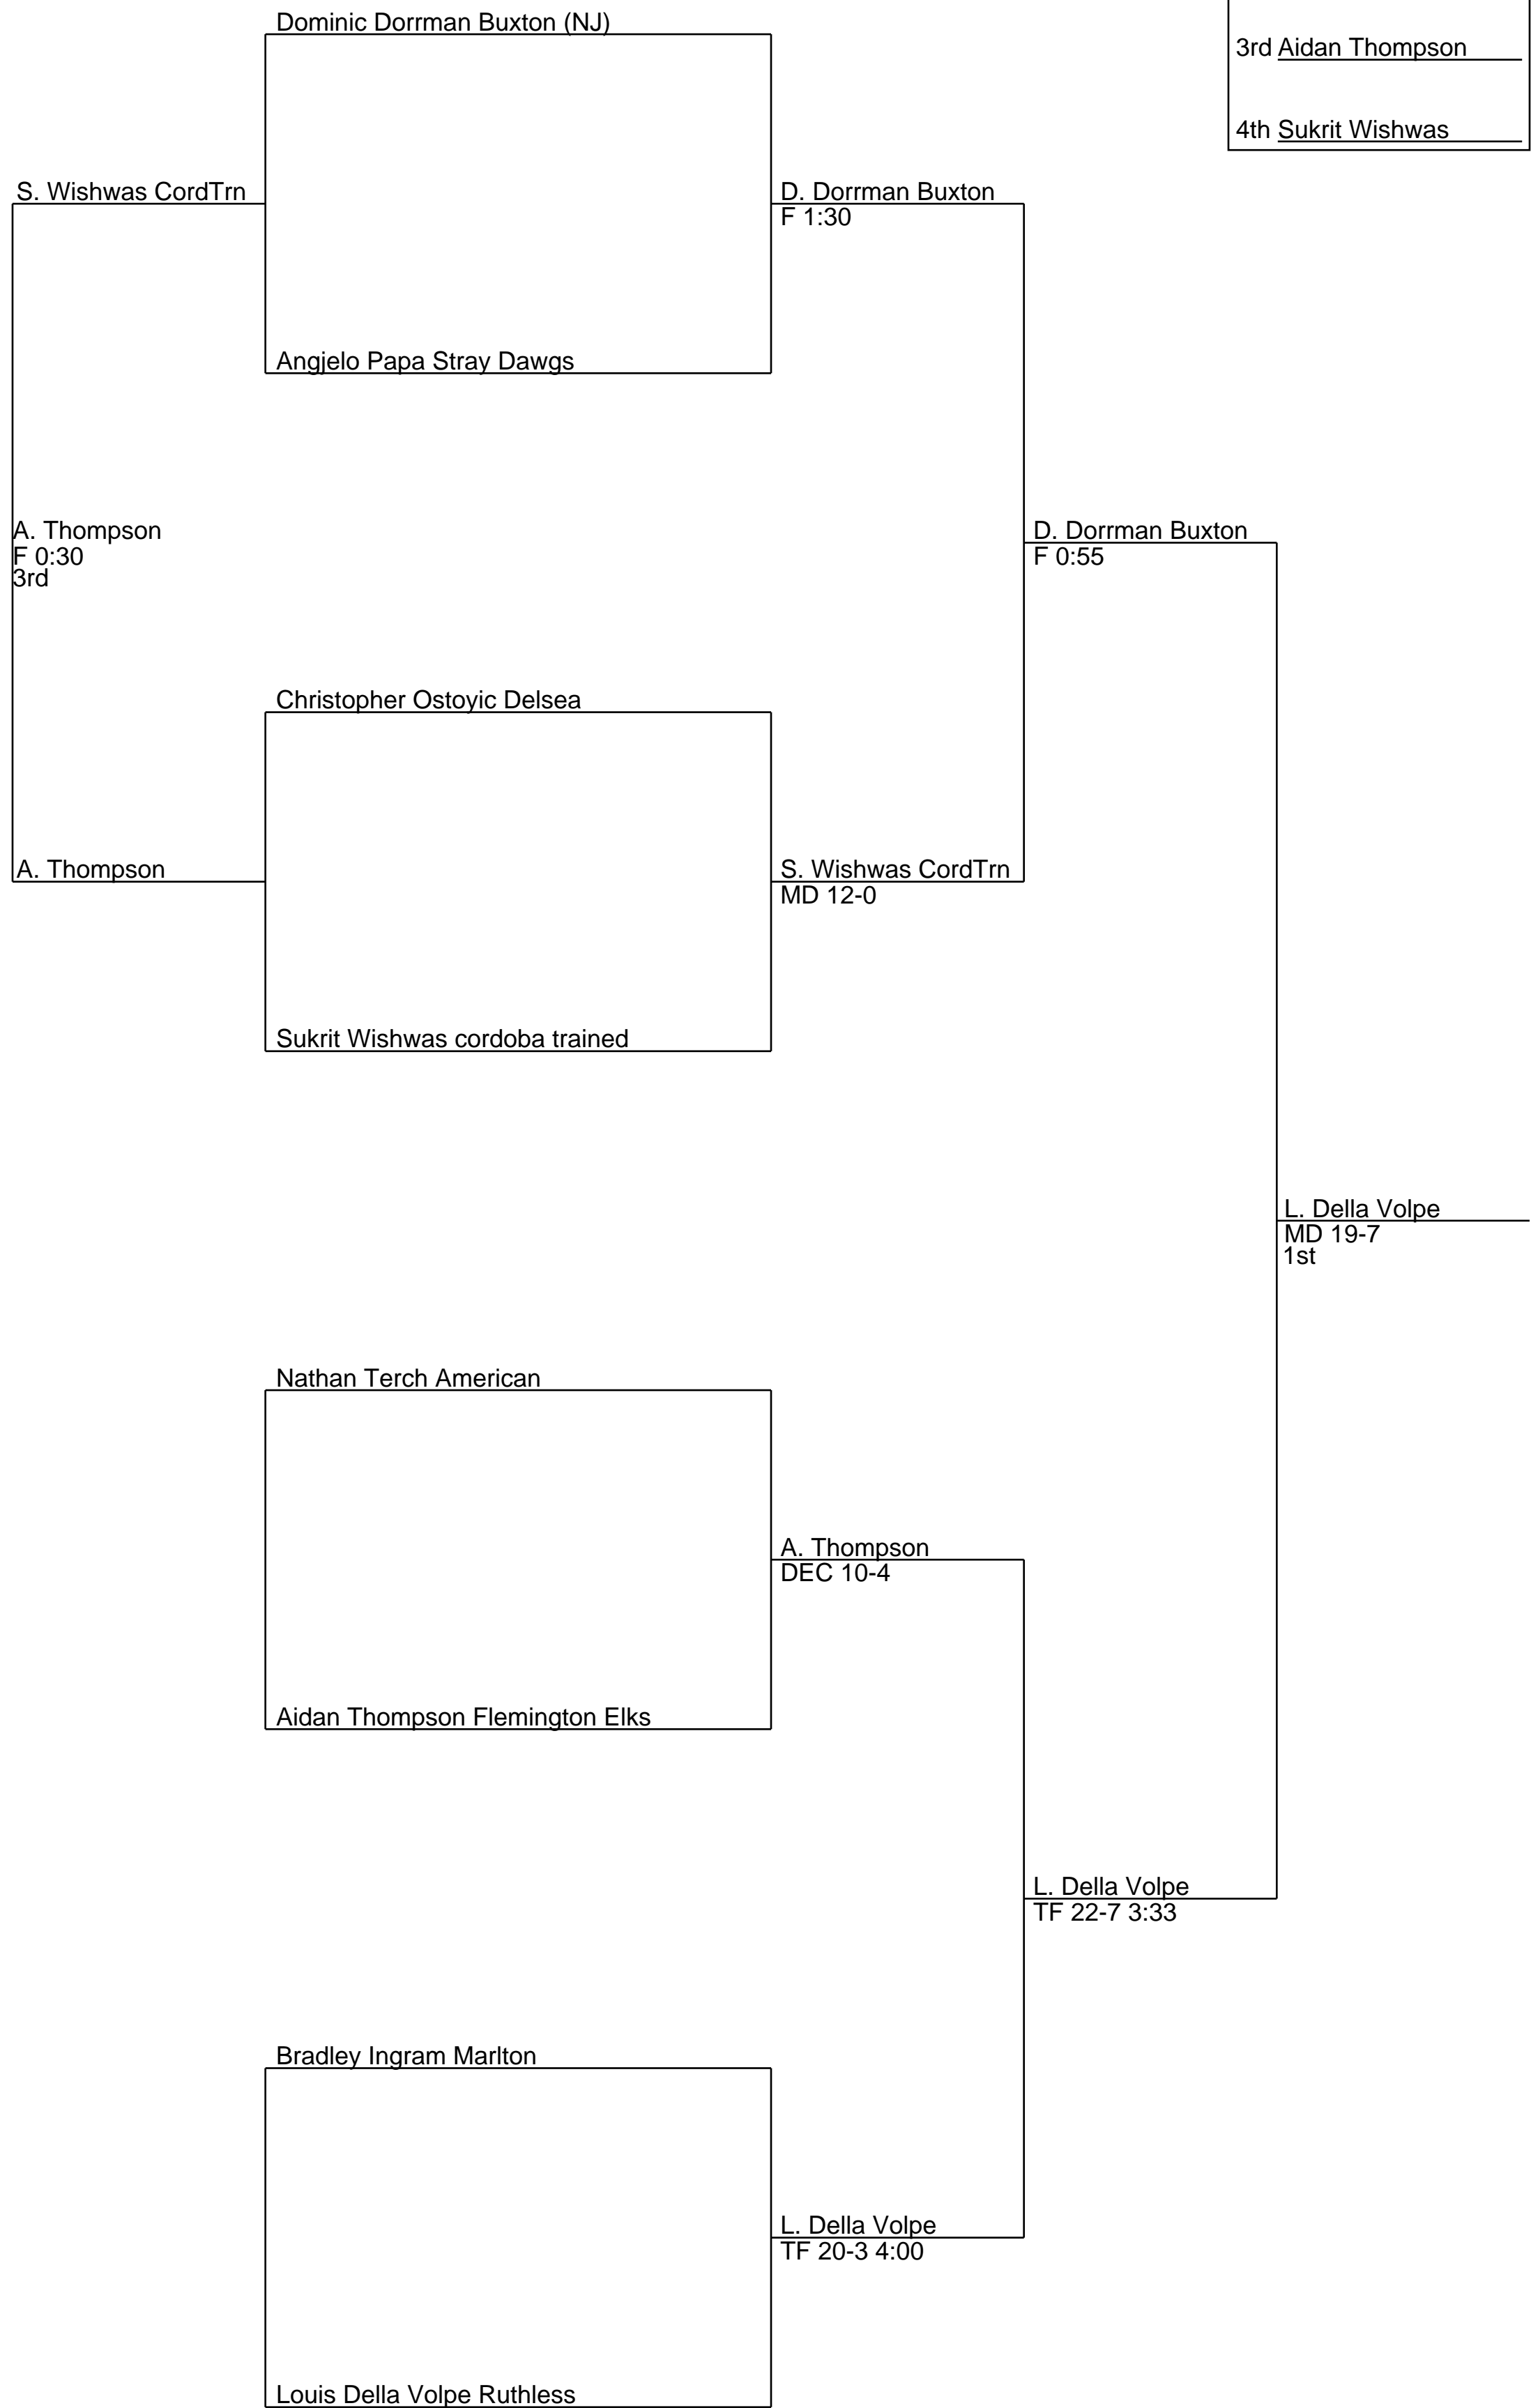 Dominic Dorrman Buxton (NJ)
3rd Aidan Thompson
4th Sukrit Wishwas
S. Wishwas CordTrn
D. Dorrman Buxton
F 1:30
Angjelo Papa Stray Dawgs
A. Thompson
F 0:30
3rd
D. Dorrman Buxton
F 0:55
Christopher Ostoyic Delsea
A. Thompson
S. Wishwas CordTrn
MD 12-0
Sukrit Wishwas cordoba trained
L. Della Volpe
MD 19-7
1st
Nathan Terch American
A. Thompson
DEC 10-4
Aidan Thompson Flemington Elks
L. Della Volpe
TF 22-7 3:33
Bradley Ingram Marlton
L. Della Volpe
TF 20-3 4:00
Louis Della Volpe Ruthless